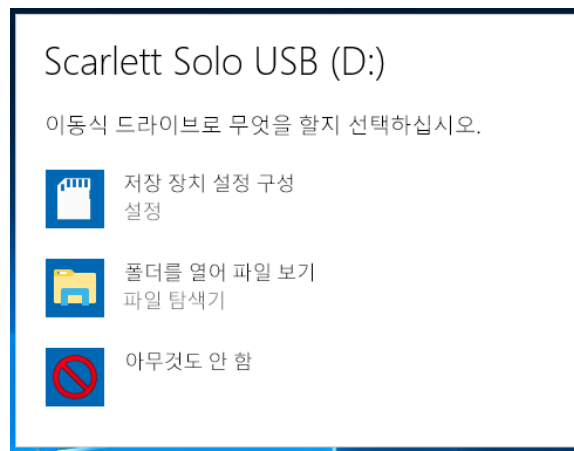 Scarlett Solo USB (D:)
이동식 드라이브로 무엇을 할지 선택하십시오.
저장 장치 설정 구성
설정
폴더를 열어 파일 보기
파일 탐색기
아무것도 안 함